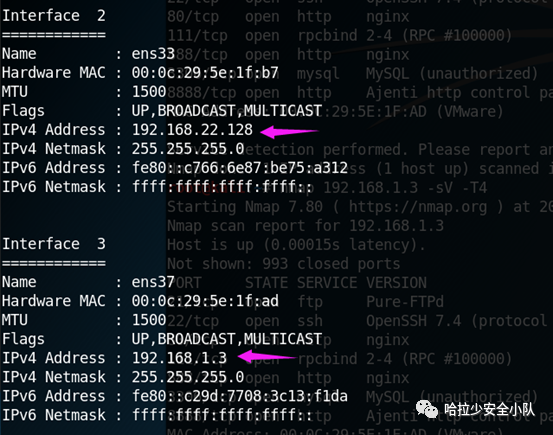 Interface 2
============
Name : ens33
Hardware MAC : 00:0c:29:5e:1f:b7
MTU : 1500
Flags : UP,BROADCAST,MULTICAST
IPv4 Address : 192.168.22.128
IPv4 Netmask : 255.255.255.0
IPv6 Address : fe80::c766:6e87:be75:a312
IPv6 Netmask : ffff:ffff:ffff:ffff::
Interface 3
============
Name : ens37
Hardware MAC : 00:0c:29:5e:1f:ad
MTU : 1500
Flags : UP,BROADCAST,MULTICAST
IPv4 Address : 192.168.1.3
IPv4 Netmask : 255.255.255.0
IPv6 Address : fe80::c29d:7708:3c13:f1da
IPv6 Netmask : ffff:ffff:ffff:ffff::
80/tcp open http nginx
111/tcp open rpcbind 2-4 (RPC #100000)
http nginx
mysql MySQL (unauthorized)
8888/tcp open http Ajenti http control pa
:29:5E:1F:AD (VMware)
detection performed. Please report an
(1 host up) scanned i
192.168.1.3 -sV -T4
Starting Nmap 7.80 ( https://nmap.org ) at 20
Nmap scan report for 192.168.1.3
Host is up (0.00015s latency).
Not shown: 993 closed ports
PORT STATE SERVICE VERSION
ftp Pure-FTPd
22/tcp open ssh OpenSSH 7.4 (protocol
nginx
rpcbind 2-4 (RPC #100000)
http nginx
MySQL
Ajenti
哈拉少安全小队